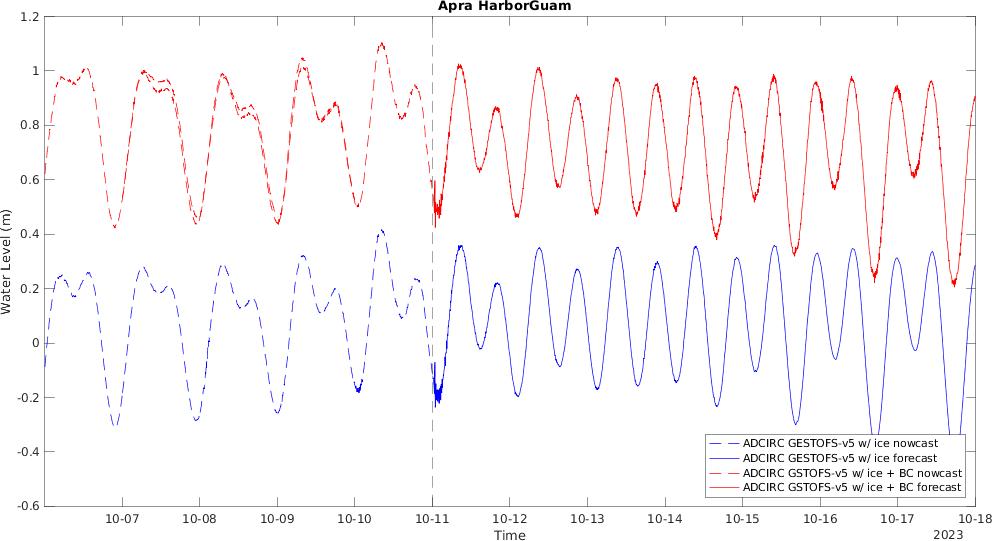 Apra HarborGuam
1.2
1
0.8
0.6
0.4
0.2
0
-0.2
-0.4
-0.6
Water Level (m)
ADCIRC GESTOFS-v5 w/ ice nowcast
ADCIRC GESTOFS-v5 w/ ice forecast
ADCIRC GSTOFS-v5 w/ ice + BC nowcast
ADCIRC GSTOFS-v5 w/ ice + BC forecast
10-07 10-08 10-09 10-10 10-11 10-12 10-13 10-14 10-15 10-16 10-17 10-18
Time
2023